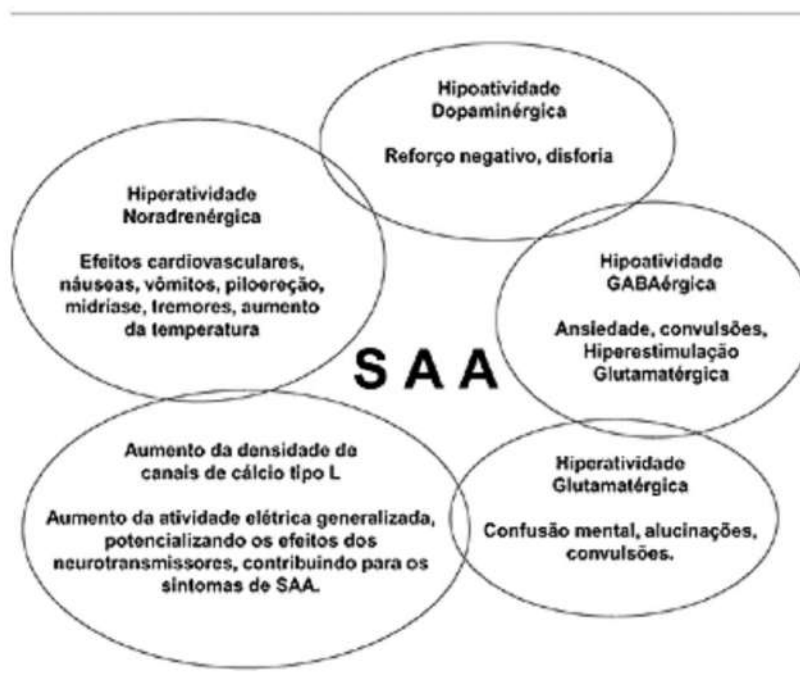 Hipoatividade
Dopaminérgica
Reforço negativo, disforia
Hiperatividade
Noradrenérgica
Efeitos cardiovasculares,
náuseas, vômitos, piloereção,
midríase, tremores, aumento
da temperatura
Hipoatividade
GABAérgica
Ansiedade, convulsões,
Hiperestimulação
Glutamatérgica
SAA
Aumento da densidade de
canais de cálcio tipo L
Aumento da atividade elétrica generalizada,
potencializando os efeitos dos
neurotransmissores, contribuindo para os
sintomas de SAA.
Hiperatividade
Glutamatérgica
Confusão mental, alucinações,
convulsões.